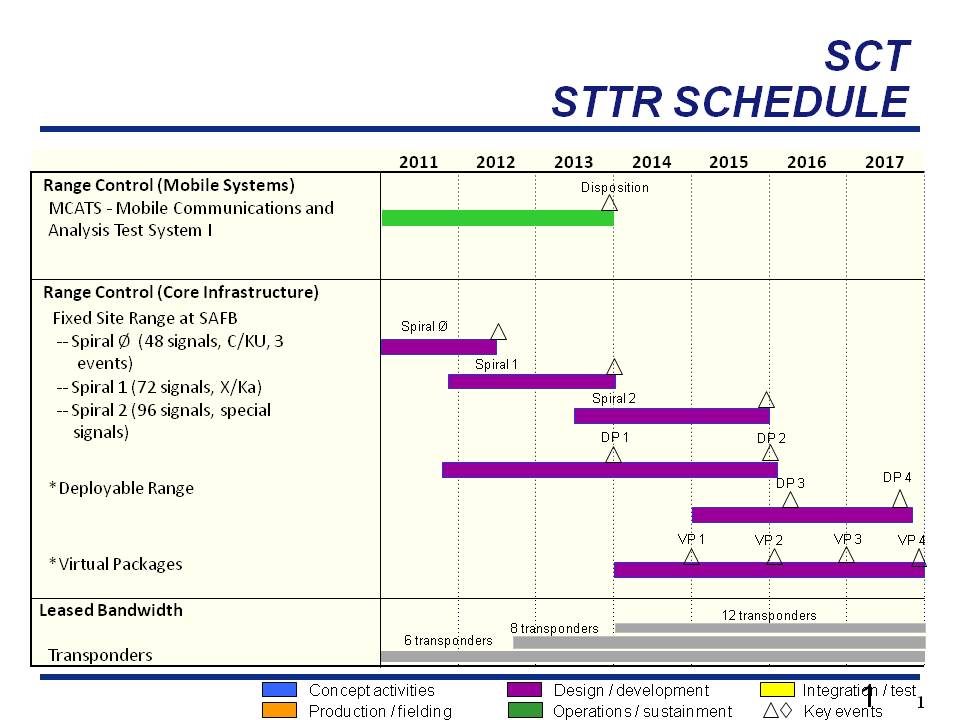 SCT
STTR SCHEDULE
2011 2012 2013 2014 2015 2016 2017
Range Control (Mobile Systems)
Disposition
MCATS - Mobile Communications and
Analysis Test System I
Range Control (Core Infrastructure)
Fixed Site Range at SAFB
Spiral Ø
-- Spiral Ø (48 signals, C/KU, 3
events)
Spiral 1
-- Spiral 1 (72 signals, X/Ka)
Spiral 2
-- Spiral 2 (96 signals, special
signals)
DP 1 DP 2
DP 3 DP 4
* Deployable Range
VP 1 VP 2 VP 3 VP 4
* Virtual Packages
Leased Bandwidth
12 transponders
8 transponders
6 transponders
Transponders
Concept activities Design / development Integration / test
Production / fielding Operations / sustainment Key events
1 1